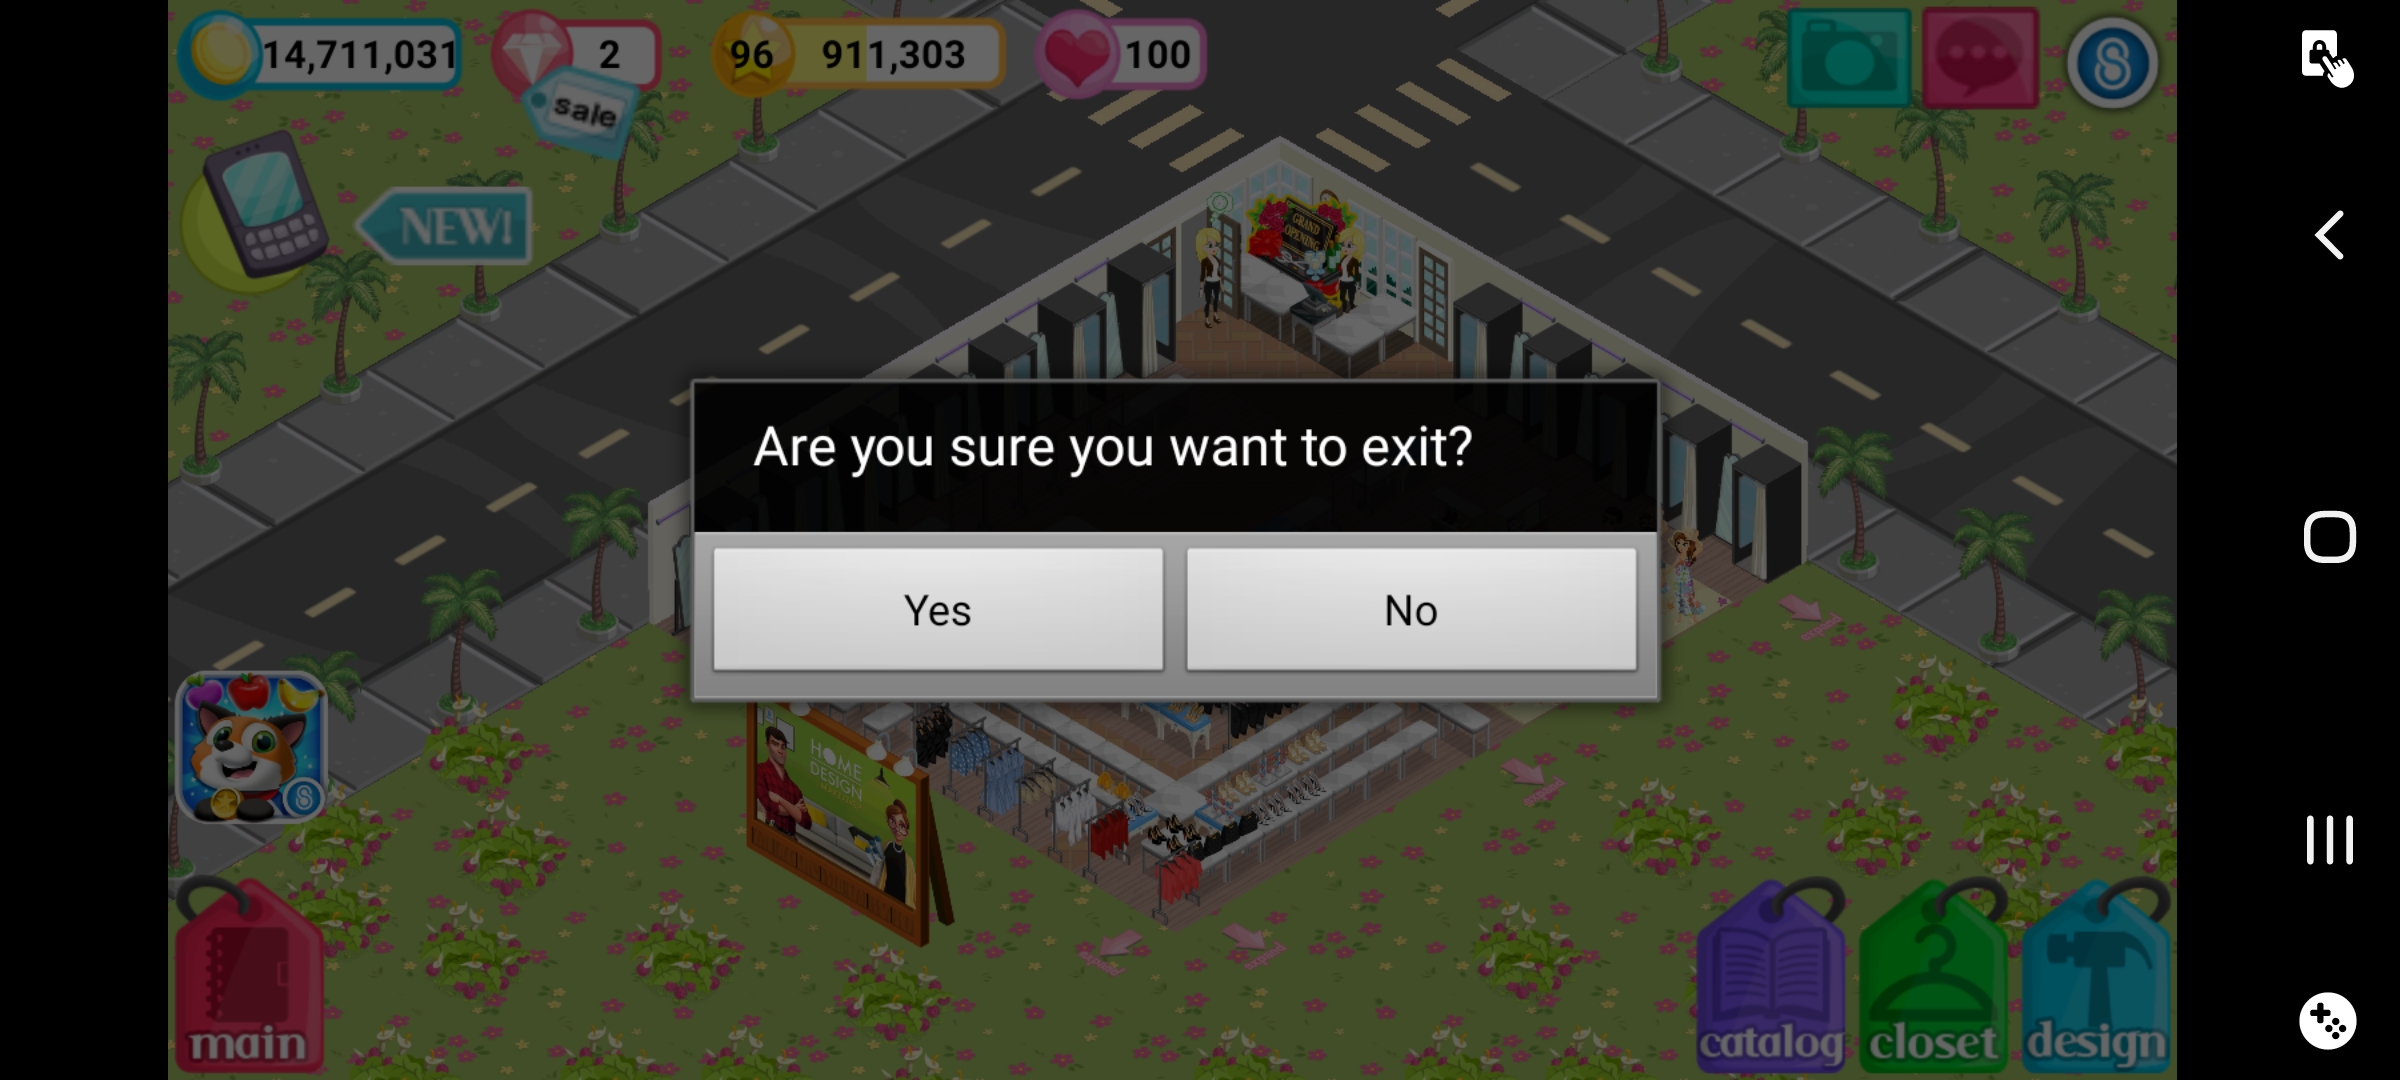 14,711,031
2
96
911,303
100
sale
NEW!
GRAND
OPENING
Are you sure you want to exit?
Yes
No
HOME
DESIGN
main
catalog
closet
design